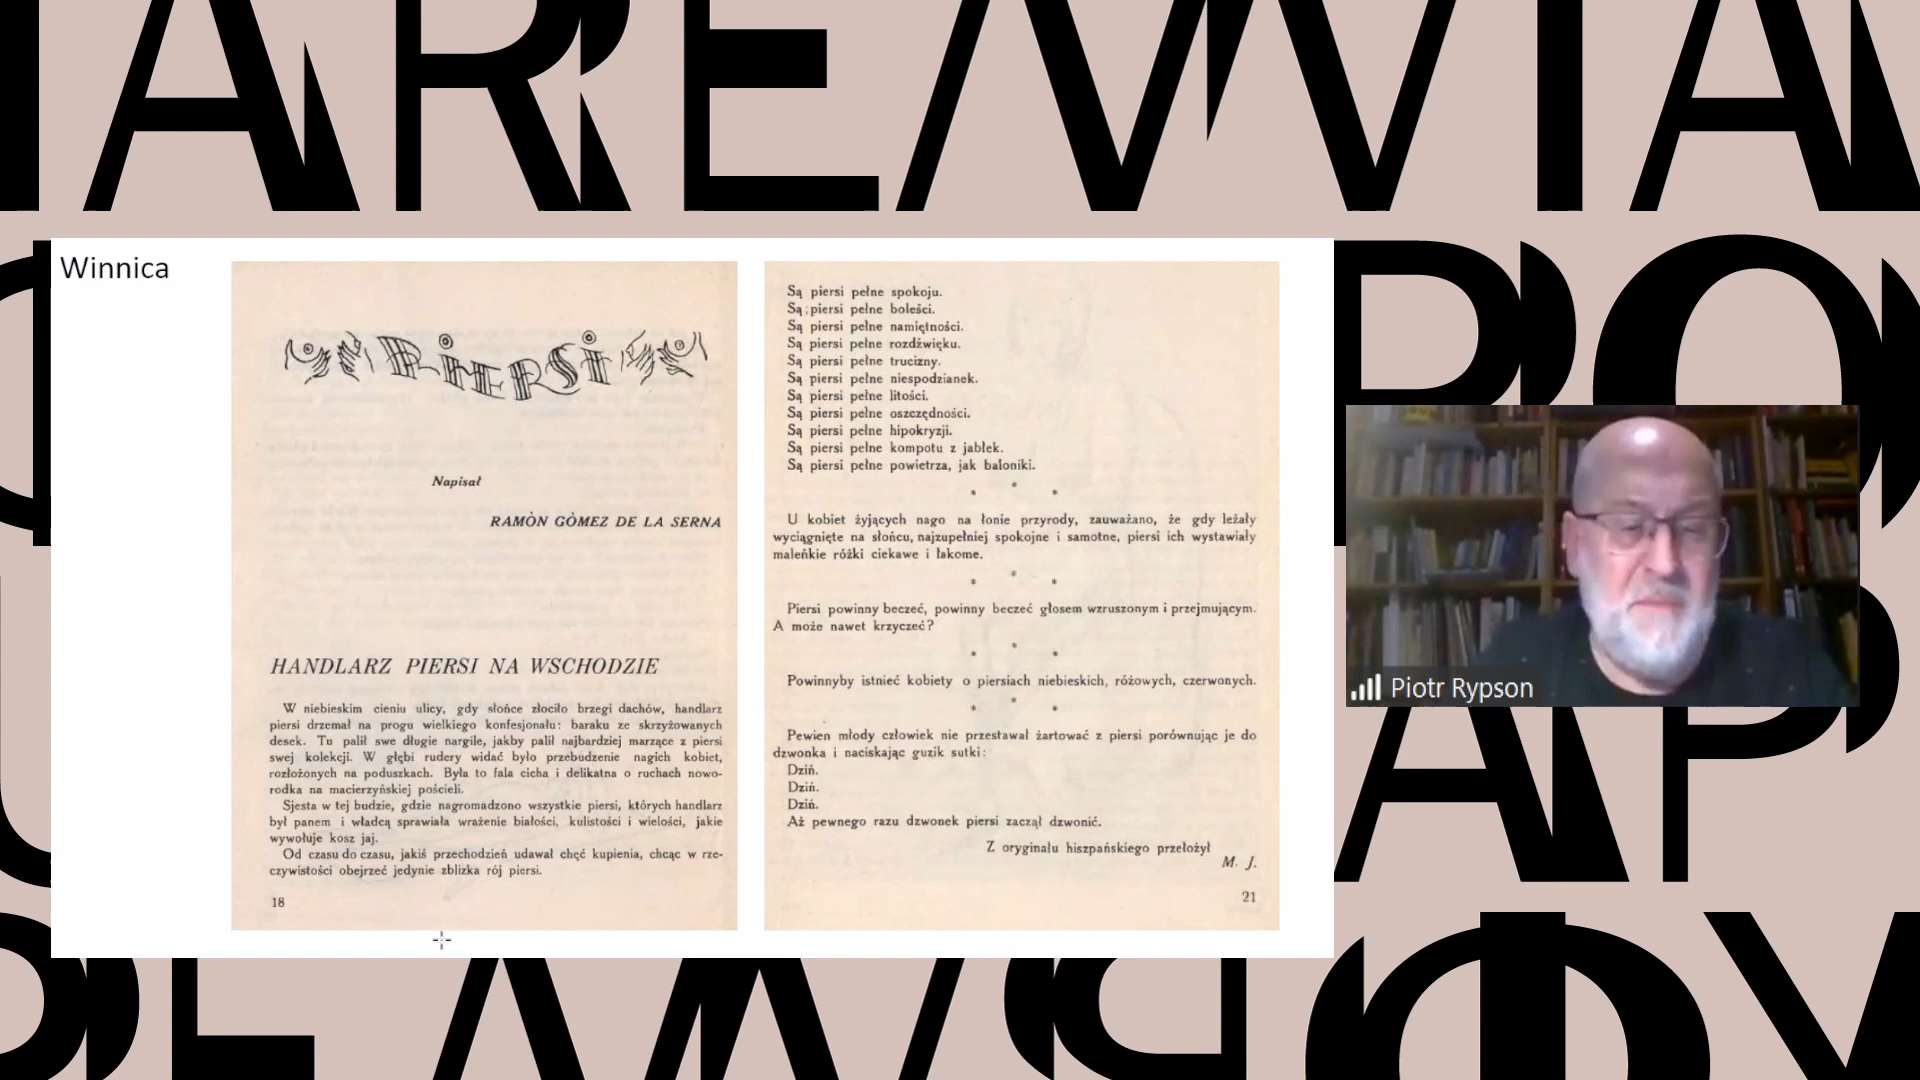 Winnica
PIERSI
Napisał
RAMÒN GÒMEZ DE LA SERNA
HANDLARZ PIERSI NA WSCHODZIE
W niebieskim cieniu ulicy, gdy słońce złociło brzegi dachów, handlarz
piersi drzemał na progu wielkiego konfesjonału: baraku ze skrzyżowanych
desek. Tu palił swe długie nargile, jakby palił najbardziej marzące z piersi
swej kolekcji. W głębi rudery widać było przebudzenie nagich kobiet,
rozłożonych na poduszkach. Była to fala cicha i delikatna o ruchach nowo-
rodka na macierzyńskiej pościeli.
Sjesta w tej budzie, gdzie nagromadzono wszystkie piersi, których handlarz
był panem i władcą sprawiała wrażenie białości, kulistości i wielości, jakie
wywołuje kosz jaj.
Od czasu do czasu, jakiś przechodzień udawał chęć kupienia, chcąc w rze-
czywistości obejrzeć jedynie zblizka rój piersi.
18
Są piersi pełne spokoju.
Są piersi pełne boleści.
Są piersi pełne namiętności.
Są piersi pełne rozdźwięku.
Są piersi pełne trucizny.
Są piersi pełne niespodzianek.
Są piersi pełne litości.
Są piersi pełne oszczędności.
Są piersi pełne hipokryzji.
Są piersi pełne kompotu z jabłek.
Są piersi pełne powietrza, jak baloniki.
* * *
U kobiet żyjących nago na łonie przyrody, zauważano, że gdy leżały
wyciągnięte na słońcu, najzupełniej spokojne i samotne, piersi ich wystawiały
maleńkie różki ciekawe i łakome.
* * *
Piersi powinny beczeć, powinny beczeć głosem wzruszonym i przejmującym.
A może nawet krzyczeć?
* * *
Powinnyby istnieć kobiety o piersiach niebieskich, różowych, czerwonych.
* * *
Pewien młody człowiek nie przestawał żartować z piersi porównując je do
dzwonka i naciskając guzik sutki:
Dziń.
Dziń.
Dziń.
Aż pewnego razu dzwonek piersi zaczął dzwonić.
Z oryginału hiszpańskiego przełożył
M. J.
21
Piotr Rypson